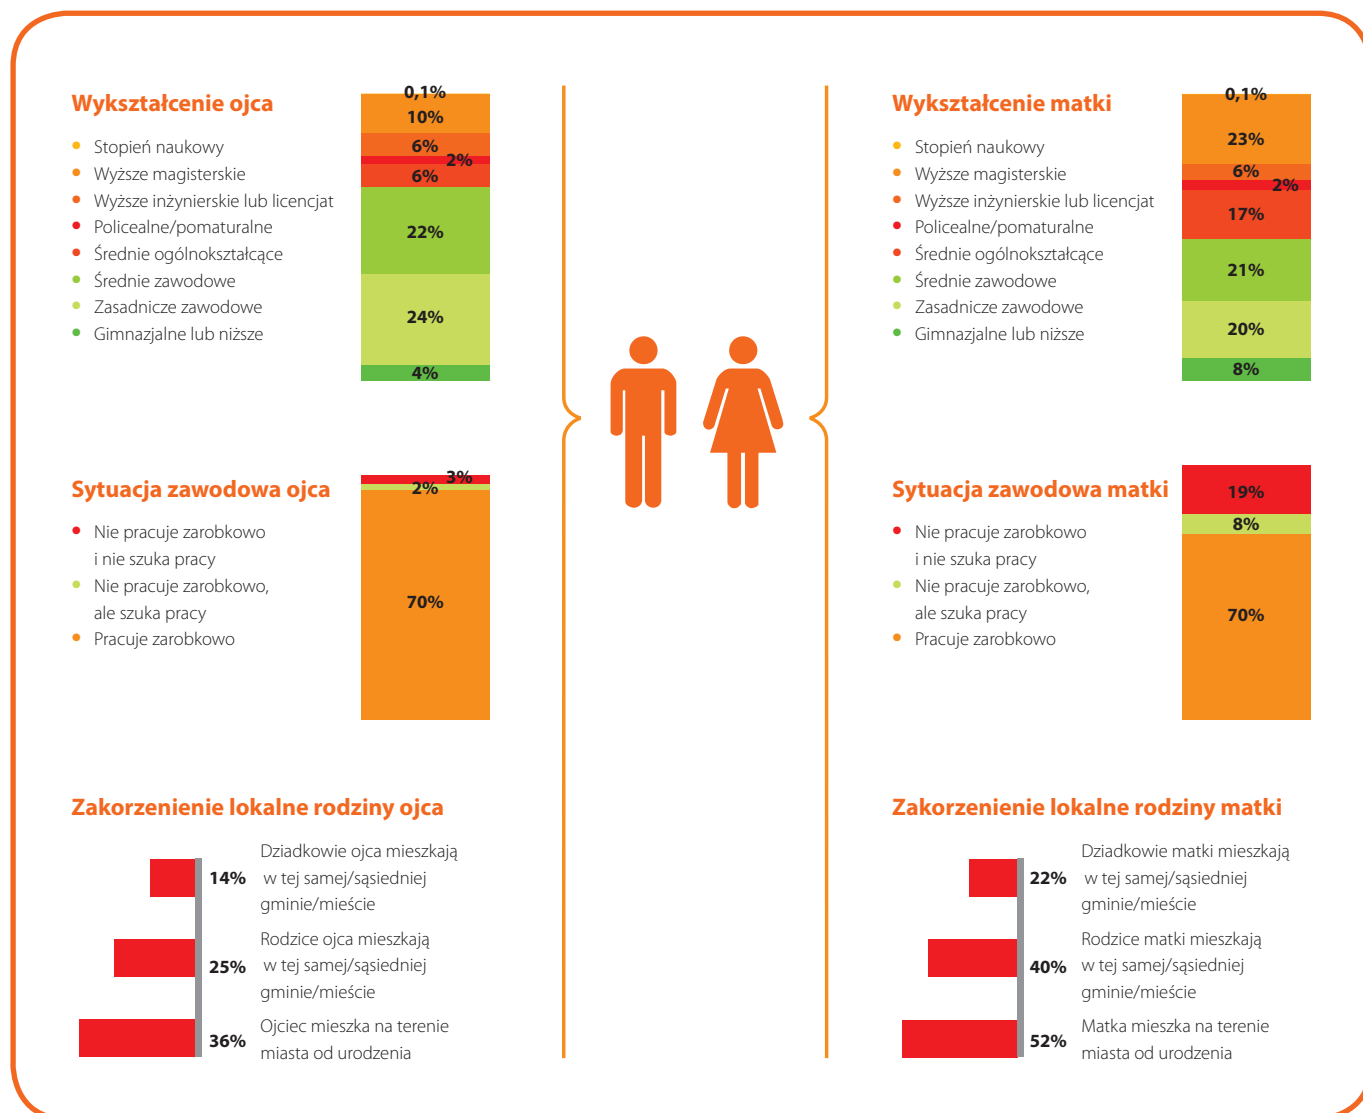 Wykształcenie ojca
Stopień naukowy
Wyższe magisterskie
Wyższe inżynierskie lub licencjat
Policealne/pomaturalne
Średnie ogólnokształcące
Średnie zawodowe
Zasadnicze zawodowe
Gimnazjalne lub niższe
0,1%
10%
6%
2%
6%
22%
24%
4%
Sytuacja zawodowa ojca
Nie pracuje zarobkowo
i nie szuka pracy
Nie pracuje zarobkowo,
ale szuka pracy
Pracuje zarobkowo
3%
2%
70%
Zakorzenienie lokalne rodziny ojca
14%
Dziadkowie ojca mieszkają
w tej samej/sąsiedniej
gminie/mieście
25%
Rodzice ojca mieszkają
w tej samej/sąsiedniej
gminie/mieście
36%
Ojciec mieszka na terenie
miasta od urodzenia
Wykształcenie matki
Stopień naukowy
Wyższe magisterskie
Wyższe inżynierskie lub licencjat
Policealne/pomaturalne
Średnie ogólnokształcące
Średnie zawodowe
Zasadnicze zawodowe
Gimnazjalne lub niższe
0,1%
23%
6%
2%
17%
21%
20%
8%
Sytuacja zawodowa matki
Nie pracuje zarobkowo
i nie szuka pracy
Nie pracuje zarobkowo,
ale szuka pracy
Pracuje zarobkowo
19%
8%
70%
Zakorzenienie lokalne rodziny matki
22%
Dziadkowie matki mieszkają
w tej samej/sąsiedniej
gminie/mieście
40%
Rodzice matki mieszkają
w tej samej/sąsiedniej
gminie/mieście
52%
Matka mieszka na terenie
miasta od urodzenia